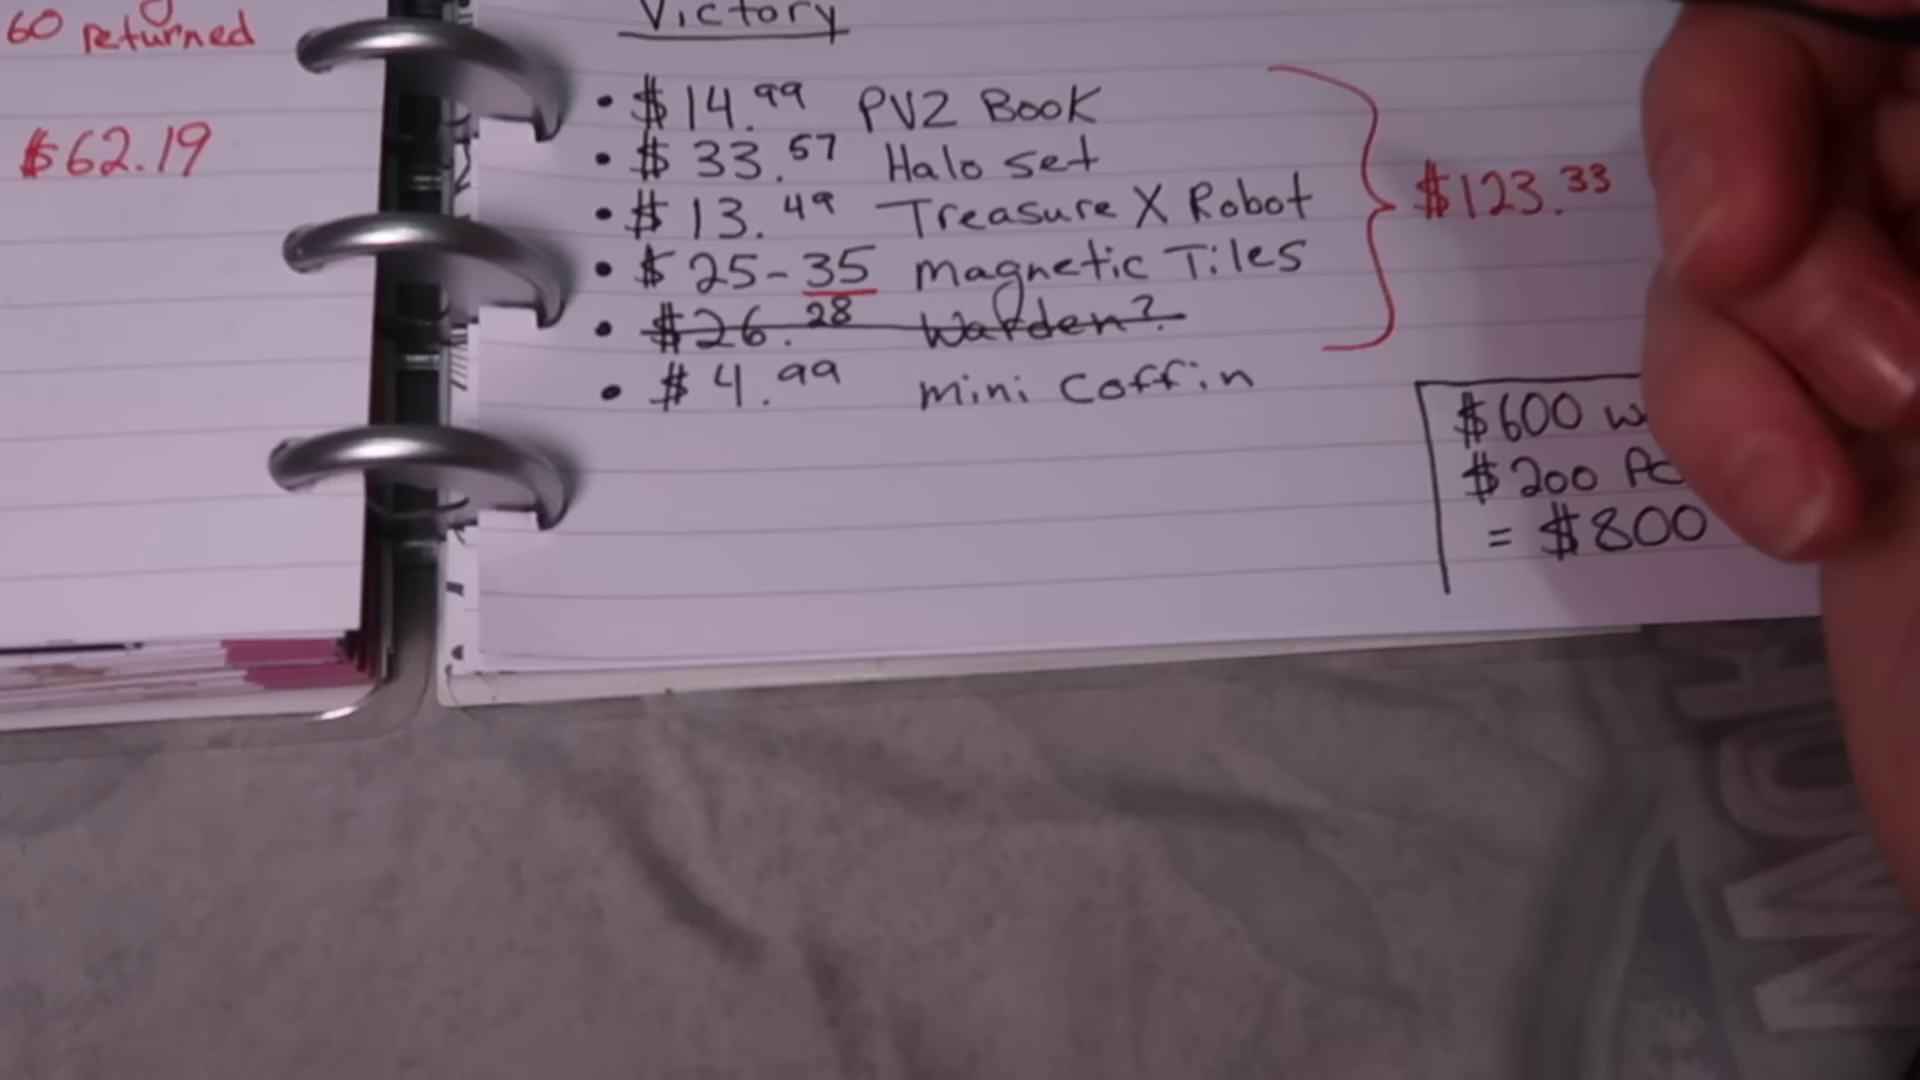 60 returned
$62.19
Victory
• $14.99 PVZ Book
• $33.57 Halo set
• $13.49 Treasure X Robot
• $25-35 magnetic Tiles
• $26.28 Warden?
• $4.99 mini Coffin
$123.33
$600
$200
= $800